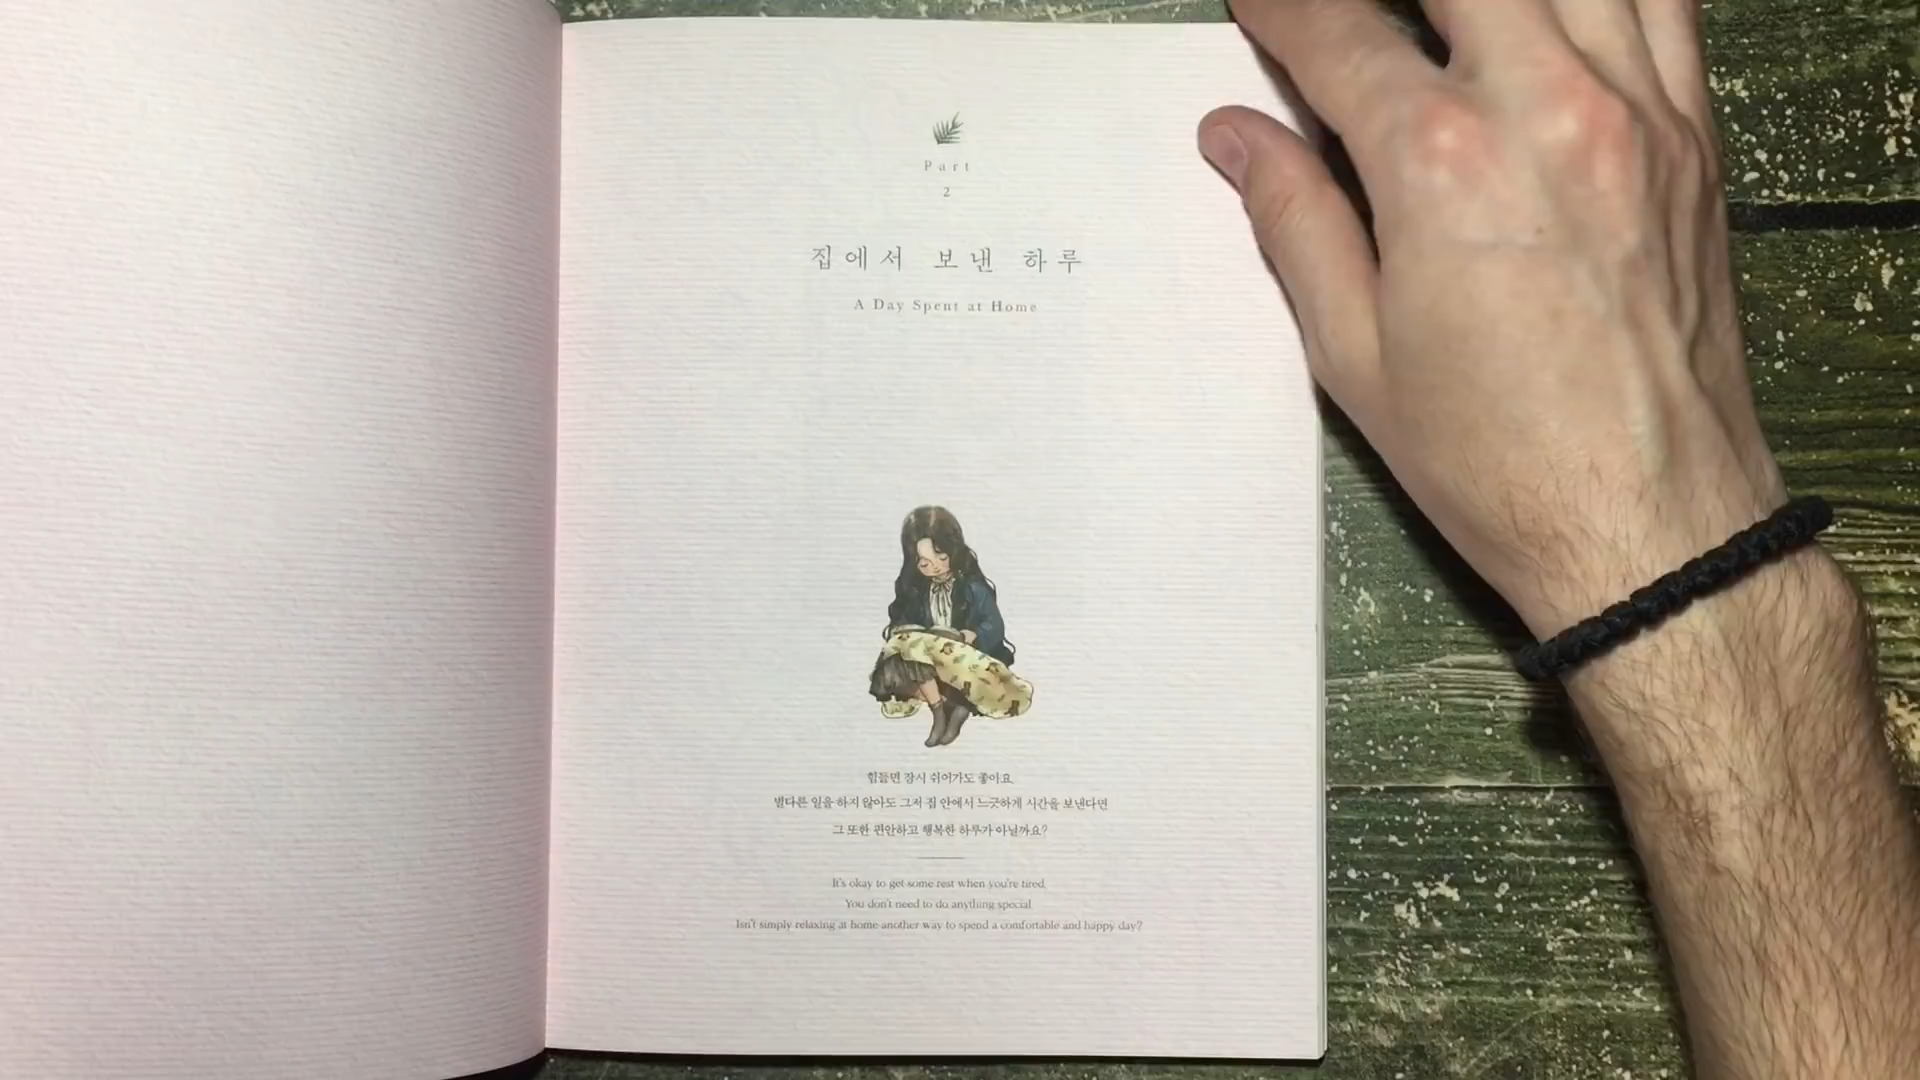 Part
2
집에서 보낸 하루
A Day Spent at Home
힘들면 잠시 쉬어가도 좋아요.
별다른 일을 하지 않아도 그저 집 안에서 느긋하게 시간을 보낸다면
그 또한 편안하고 행복한 하루가 아닐까요?
It's okay to get some rest when you're tired.
You don't need to do anything special.
Isn't simply relaxing at home another way to spend a comfortable and happy day?